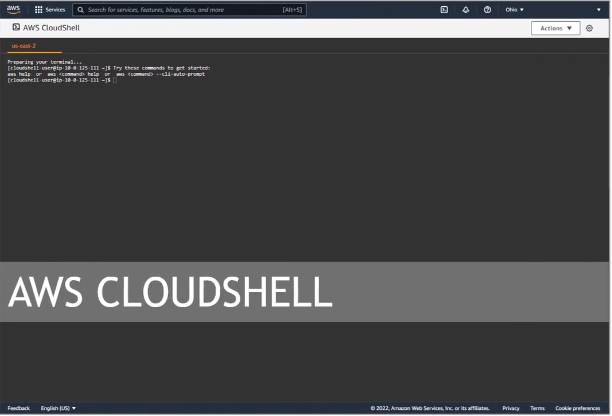 aws Services Search for services, features, blogs, docs, and more [Alt+S] Ohio
AWS CloudShell Actions
us-east-2
Preparing your terminal...
[cloudshell-user@ip-10-0-125-111 ~]$ Try these commands to get started:
aws help or aws <command> help or aws <command> --cli-auto-prompt
[cloudshell-user@ip-10-0-125-111 ~]$
AWS CLOUDSHELL
Feedback English (US) © 2022, Amazon Web Services, Inc. or its affiliates. Privacy Terms Cookie preferences